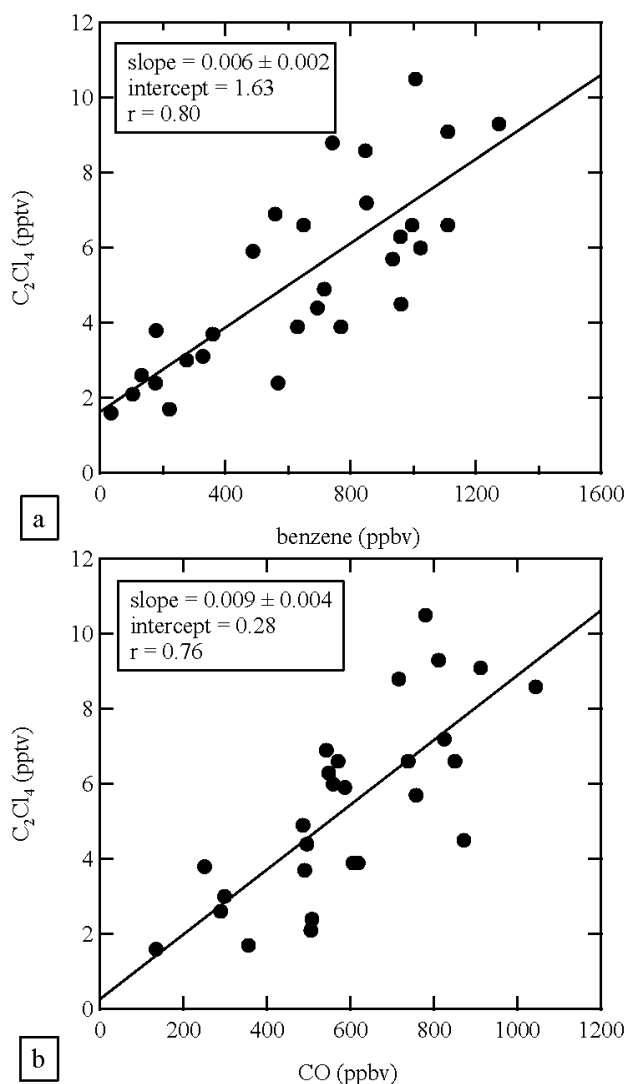 12
10
8
6
4
2
0
C₂Cl₄ (pptv)
slope = 0.006 ± 0.002
intercept = 1.63
r = 0.80
0 400 800 1200 1600
benzene (ppbv)
a
12
10
8
6
4
2
0
C₂Cl₄ (pptv)
slope = 0.009 ± 0.004
intercept = 0.28
r = 0.76
0 200 400 600 800 1000 1200
CO (ppbv)
b